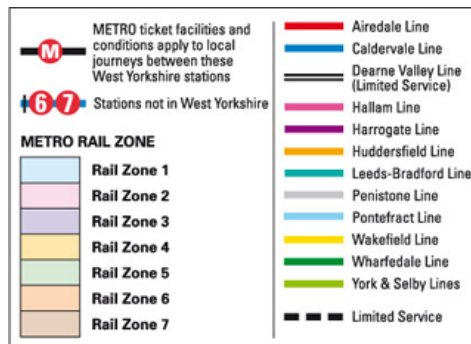 M
METRO ticket facilities and
conditions apply to local
journeys between these
West Yorkshire stations
6 7
Stations not in West Yorkshire
METRO RAIL ZONE
Rail Zone 1
Rail Zone 2
Rail Zone 3
Rail Zone 4
Rail Zone 5
Rail Zone 6
Rail Zone 7
Airedale Line
Caldervale Line
Dearne Valley Line
(Limited Service)
Hallam Line
Harrogate Line
Huddersfield Line
Leeds-Bradford Line
Penistone Line
Pontefract Line
Wakefield Line
Wharfedale Line
York & Selby Lines
Limited Service